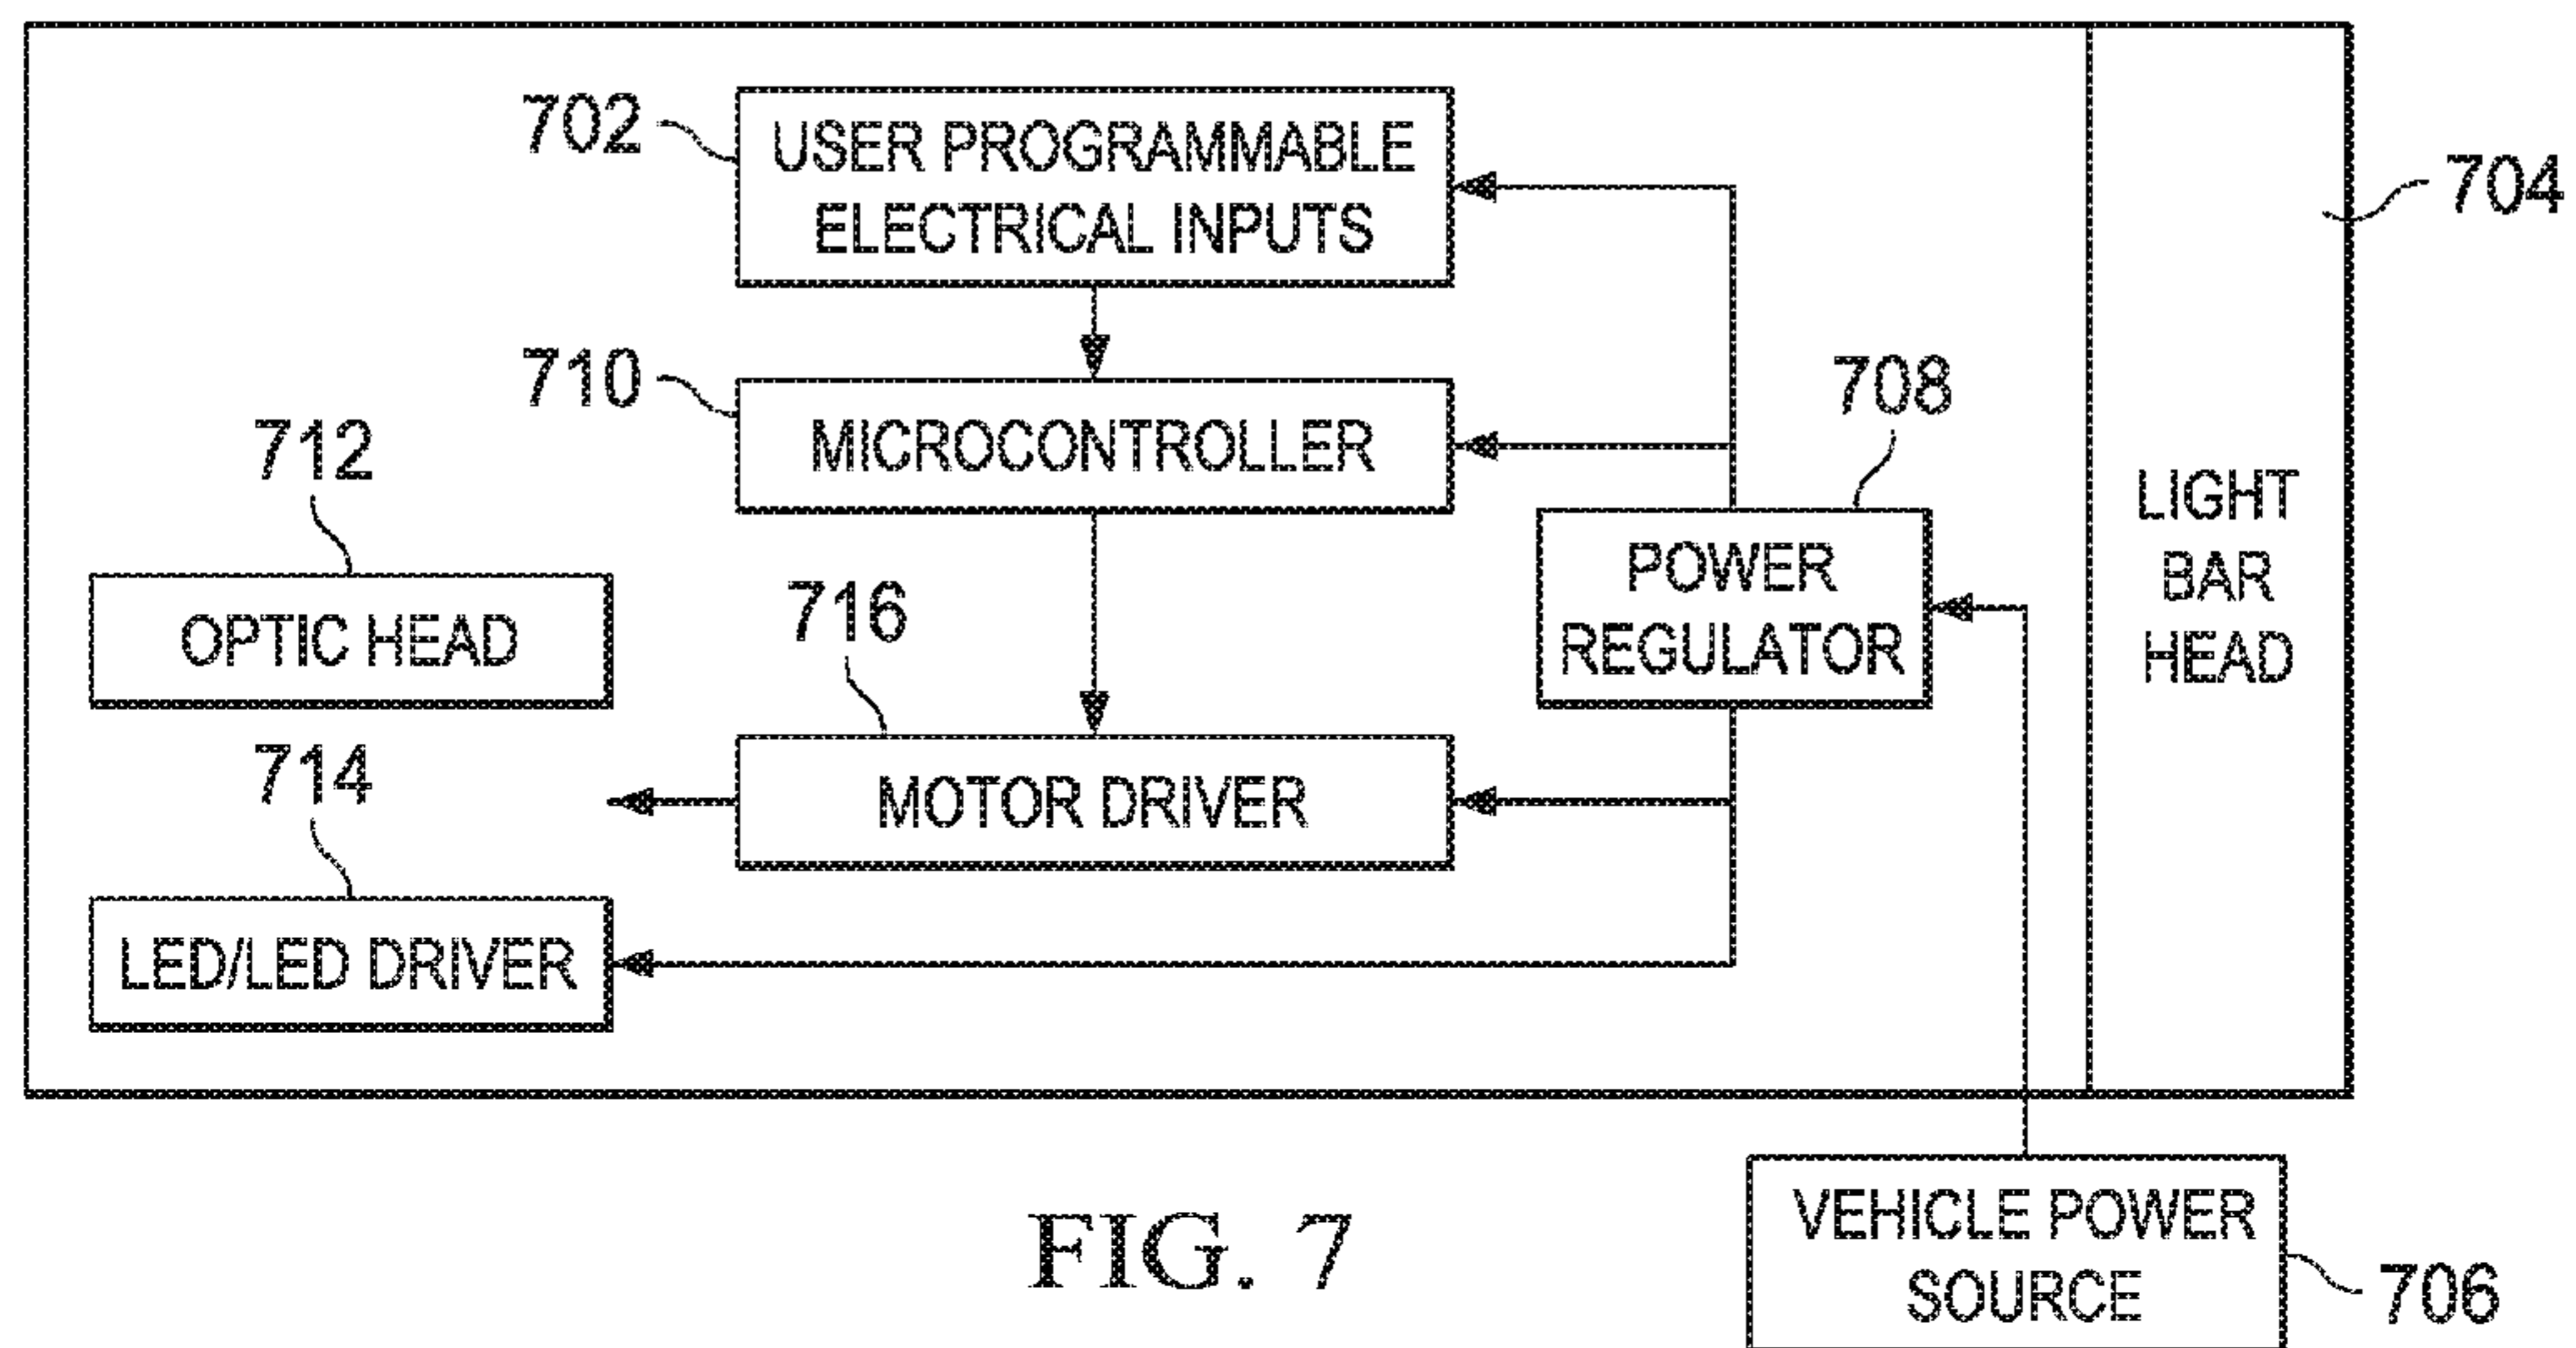 702
USER PROGRAMMABLE
ELECTRICAL INPUTS
704
710
MICROCONTROLLER
708
712
OPTIC HEAD
716
POWER
REGULATOR
LIGHT
BAR
HEAD
714
MOTOR DRIVER
LED/LED DRIVER
VEHICLE POWER
SOURCE
706
FIG. 7